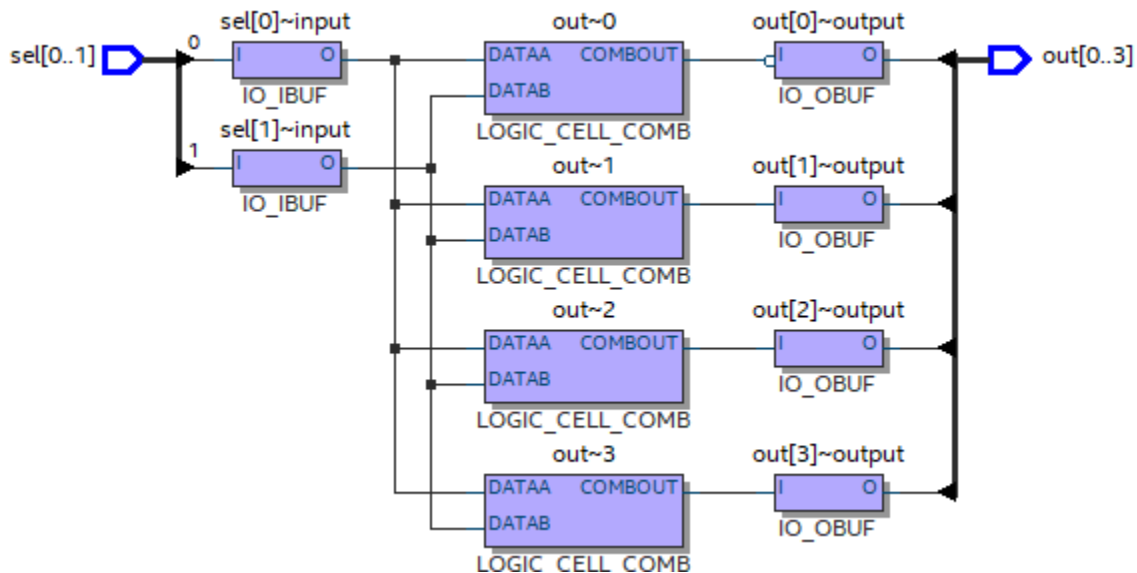 sel[0]~input
out~0
out[0]~output
sel[0..1]
0
I
O
DATAA
COMBOUT
I
O
out[0..3]
IO_IBUF
DATAB
IO_OBUF
sel[1]~input
LOGIC_CELL_COMB
1
I
O
out~1
out[1]~output
IO_IBUF
DATAA
COMBOUT
I
O
DATAB
IO_OBUF
LOGIC_CELL_COMB
out~2
out[2]~output
DATAA
COMBOUT
I
O
DATAB
IO_OBUF
LOGIC_CELL_COMB
out~3
out[3]~output
DATAA
COMBOUT
I
O
DATAB
IO_OBUF
LOGIC_CELL_COMB